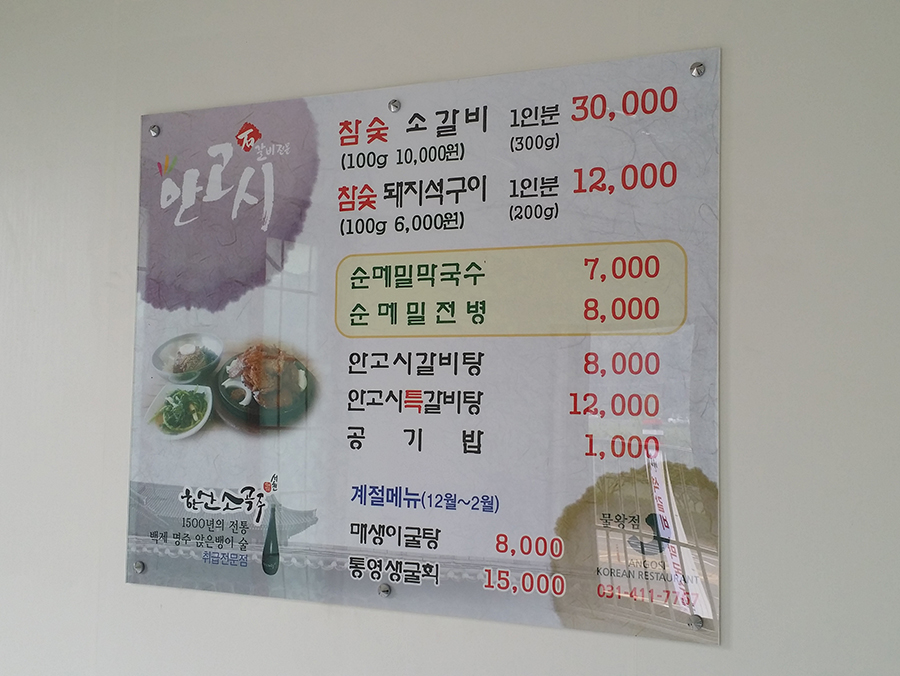 안고시
石
갈비전문
참숯 소갈비 1인분 30,000
(100g 10,000원) (300g)
참숯 돼지석구이 1인분 12,000
(100g 6,000원) (200g)
순메밀막국수 7,000
순메밀전병 8,000
안고시갈비탕 8,000
안고시특갈비탕 12,000
공기밥 1,000
계절메뉴(12월~2월)
매생이굴탕 8,000
통영생굴회 15,000
한산소곡주
1500년의 전통
백제 명주 앉은뱅이 술
취급전문점
물왕점
ANGOSI
KOREAN RESTAURANT
031-411-7767